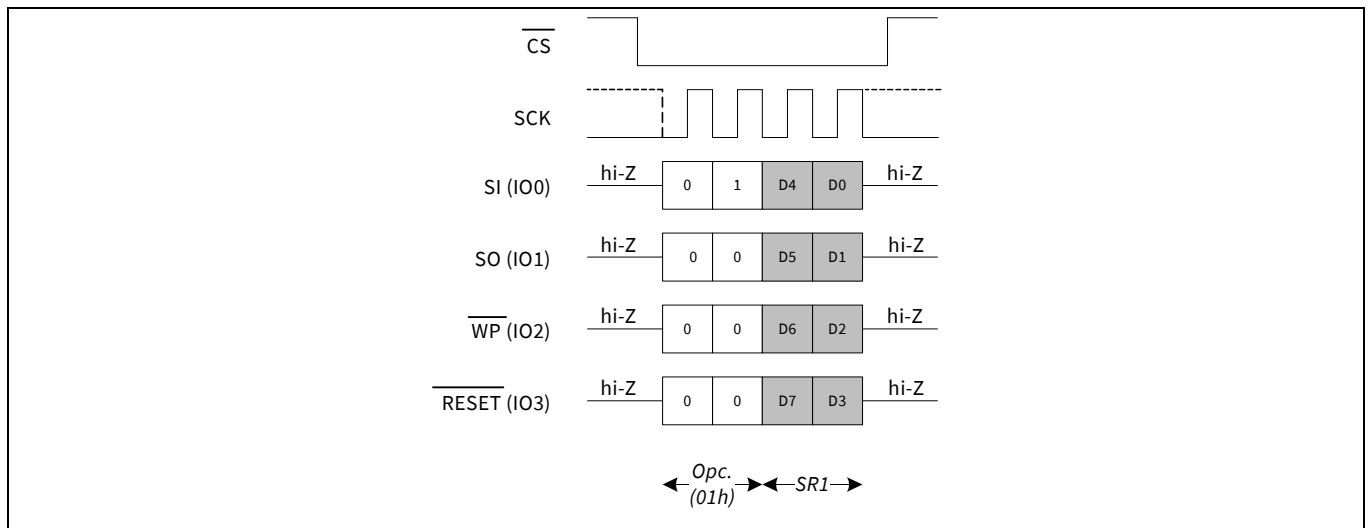 CS
SCK
SI (IO0) hi-Z 0 1 D4 D0 hi-Z
SO (IO1) hi-Z 0 0 D5 D1 hi-Z
WP (IO2) hi-Z 0 0 D6 D2 hi-Z
RESET (IO3) hi-Z 0 0 D7 D3 hi-Z
Opc.
(01h)
SR1